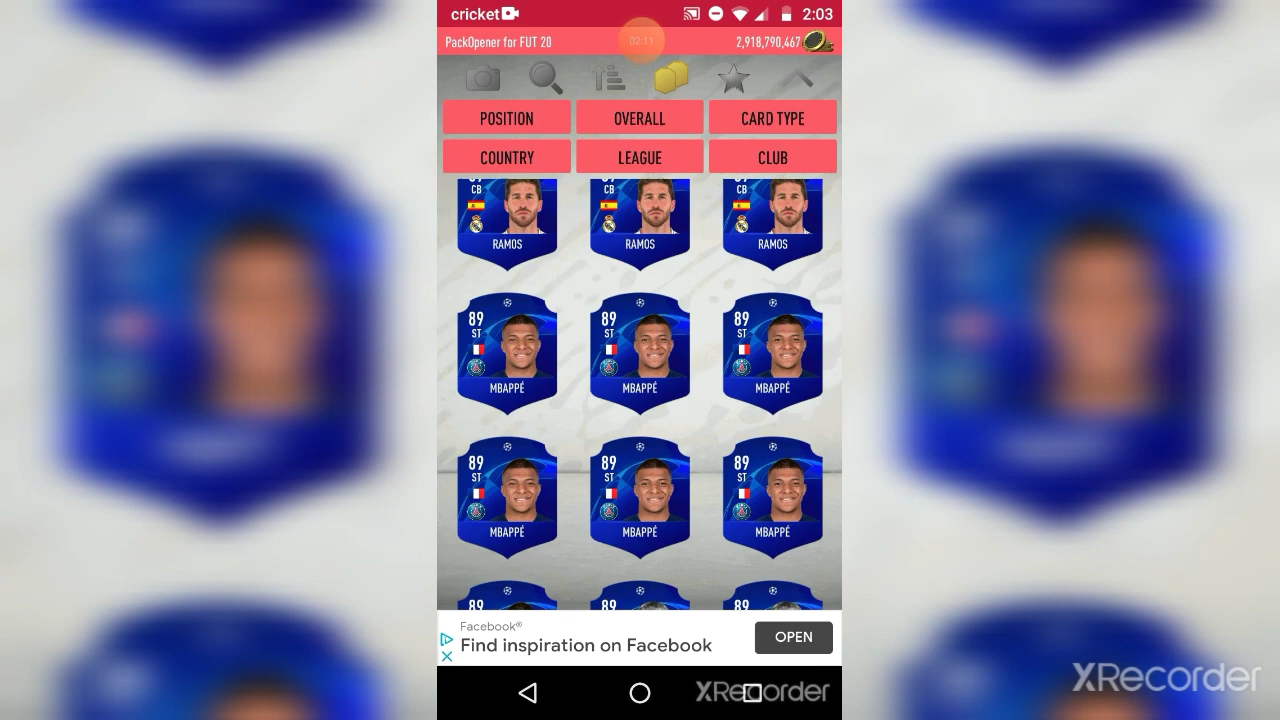 cricket 2:03
PackOpener for FUT 20 02:11 2,918,790,467
POSITION OVERALL CARD TYPE
COUNTRY LEAGUE CLUB
CB CB CB
RAMOS RAMOS RAMOS
89 89 89
ST ST ST
MBAPPÉ MBAPPÉ MBAPPÉ
89 89 89
ST ST ST
MBAPPÉ MBAPPÉ MBAPPÉ
89 89 89
Facebook®
Find inspiration on Facebook OPEN
XRecorder
XRecorder